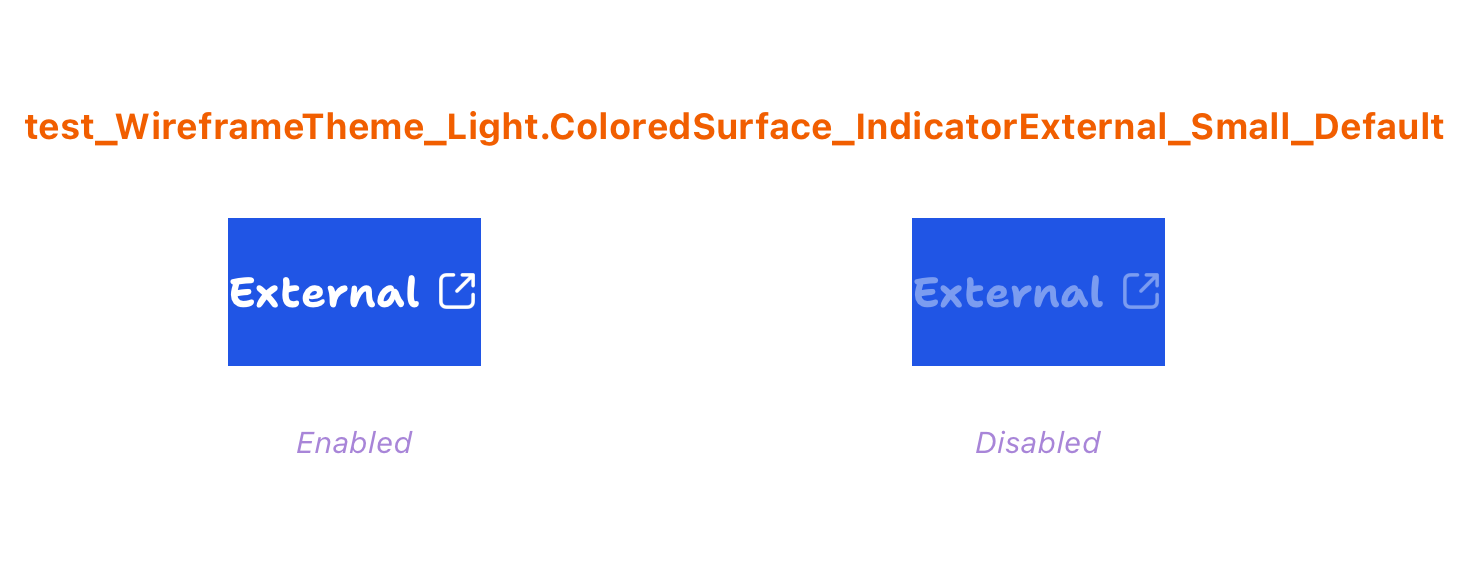 test_WireframeTheme_Light.ColoredSurface_IndicatorExternal_Small_Default
External External
Enabled Disabled